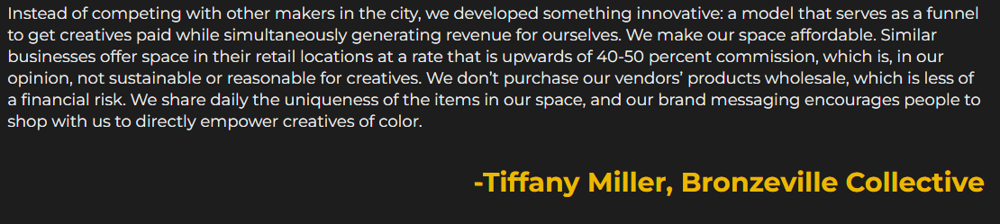 Instead of competing with other makers in the city, we developed something innovative: a model that serves as a funnel
to get creatives paid while simultaneously generating revenue for ourselves. We make our space affordable. Similar
businesses offer space in their retail locations at a rate that is upwards of 40-50 percent commission, which is, in our
opinion, not sustainable or reasonable for creatives. We don’t purchase our vendors’ products wholesale, which is less of
a financial risk. We share daily the uniqueness of the items in our space, and our brand messaging encourages people to
shop with us to directly empower creatives of color.
-Tiffany Miller, Bronzeville Collective